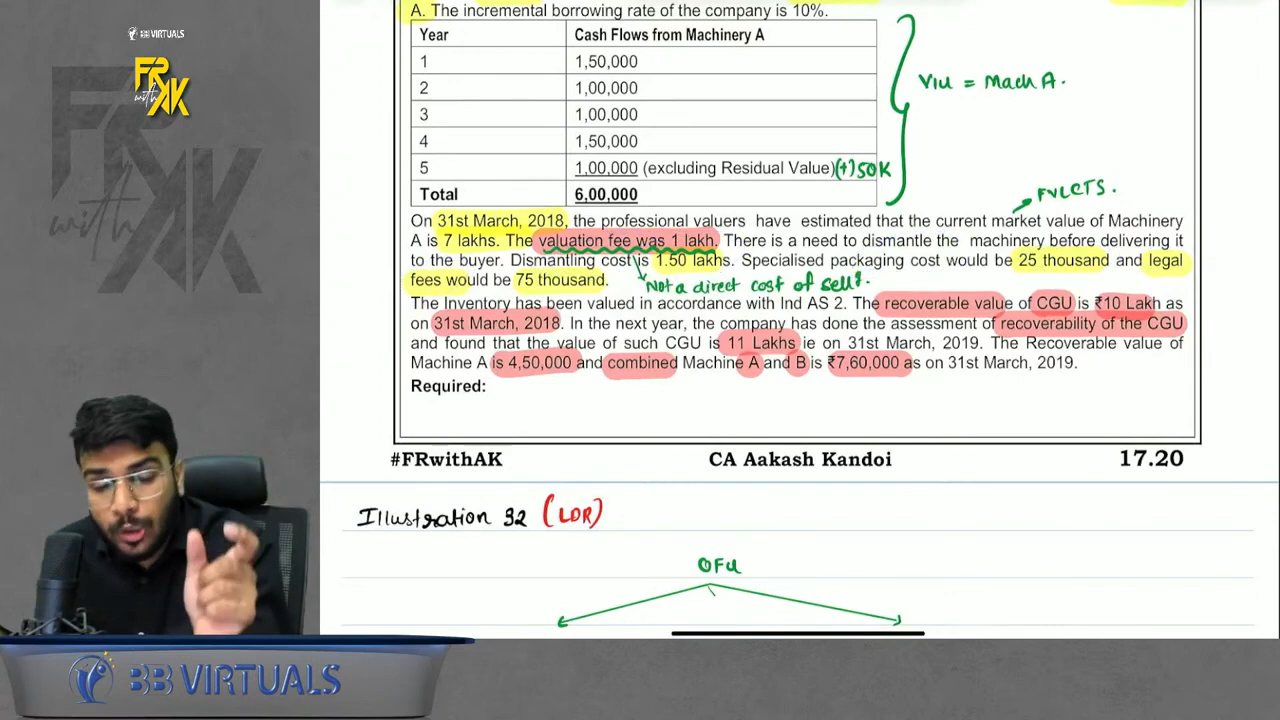 A. The incremental borrowing rate of the company is 10%.
BB VIRTUALS
FR
with AK
Year Cash Flows from Machinery A
1 1,50,000
2 1,00,000
3 1,00,000
4 1,50,000
5 1,00,000 (excluding Residual Value) (+) 50K
Total 6,00,000
VIU = Mach A.
FVLCTS.
On 31st March, 2018, the professional valuers have estimated that the current market value of Machinery
A is 7 lakhs. The valuation fee was 1 lakh. There is a need to dismantle the machinery before delivering it
to the buyer. Dismantling cost is 1.50 lakhs. Specialised packaging cost would be 25 thousand and legal
fees would be 75 thousand. Not a direct cost of sell.
The Inventory has been valued in accordance with Ind AS 2. The recoverable value of CGU is ₹10 Lakh as
on 31st March, 2018. In the next year, the company has done the assessment of recoverability of the CGU
and found that the value of such CGU is 11 Lakhs ie on 31st March, 2019. The Recoverable value of
Machine A is 4,50,000 and combined Machine A and B is ₹7,60,000 as on 31st March, 2019.
Required:
#FRwithAK CA Aakash Kandoi 17.20
Illustration 32 (LDR)
OFU
BB VIRTUALS